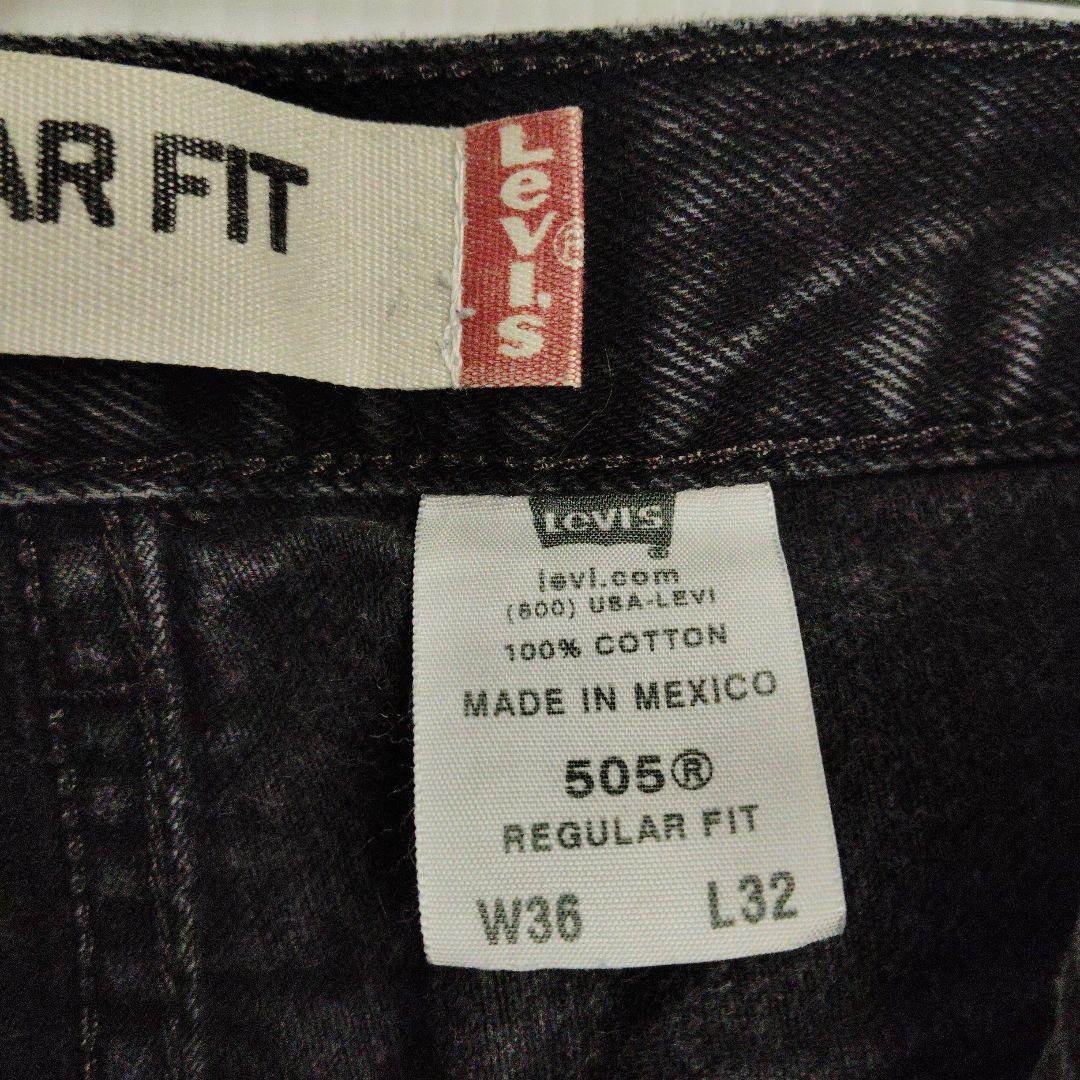 AR FIT
LevI's®
Levi's
levi.com
(800) USA-LEVI
100% COTTON
MADE IN MEXICO
505®
REGULAR FIT
W36 L32